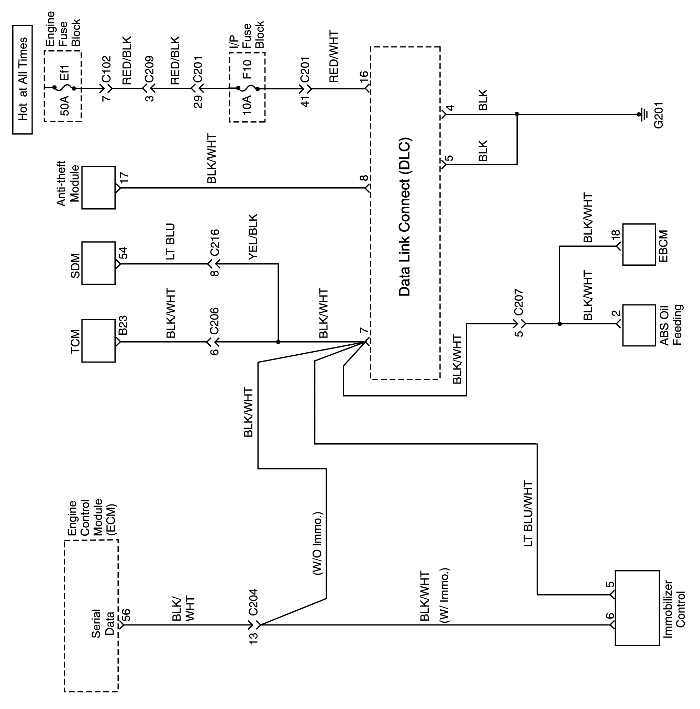 Hot at All Times
Engine
Fuse
Block
Ef1
50A
7
C102
RED/BLK
3
C209
RED/BLK
29
C201
I/P
Fuse
Block
F10
10A
41
C201
RED/WHT
16
Data Link Connect (DLC)
4
BLK
5
BLK
G201
Anti-theft
Module
17
BLK/WHT
8
SDM
54
LT BLU
8
C216
YEL/BLK
TCM
B23
BLK/WHT
6
C206
BLK/WHT
7
BLK/WHT
5
C207
BLK/WHT
18
EBCM
BLK/WHT
2
ABS Oil
Feeding
BLK/WHT
(W/O Immo.)
LT BLU/WHT
Engine
Control
Module
(ECM)
Serial
Data
56
BLK/
WHT
13
C204
BLK/WHT
(W/ Immo.)
5
6
Immobilizer
Control